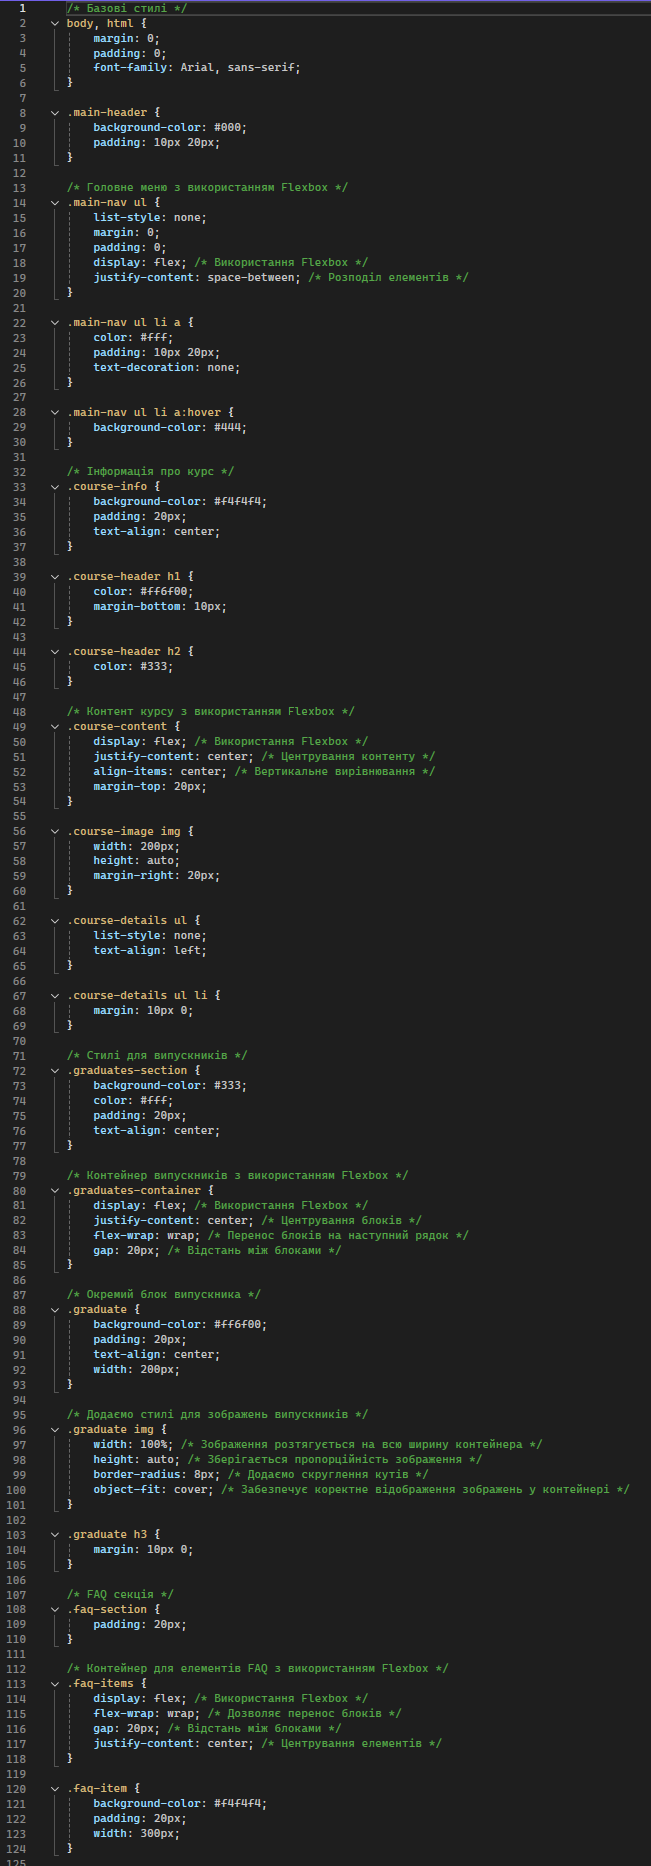 1 /* Базові стилі */
2 body, html {
3 margin: 0;
4 padding: 0;
5 font-family: Arial, sans-serif;
6 }
7
8 .main-header {
9 background-color: #000;
10 padding: 10px 20px;
11 }
12
13 /* Головне меню з використанням Flexbox */
14 .main-nav ul {
15 list-style: none;
16 margin: 0;
17 padding: 0;
18 display: flex; /* Використання Flexbox */
19 justify-content: space-between; /* Розподіл елементів */
20 }
21
22 .main-nav ul li a {
23 color: #fff;
24 padding: 10px 20px;
25 text-decoration: none;
26 }
27
28 .main-nav ul li a:hover {
29 background-color: #444;
30 }
31
32 /* Інформація про курс */
33 .course-info {
34 background-color: #f4f4f4;
35 padding: 20px;
36 text-align: center;
37 }
38
39 .course-header h1 {
40 color: #ff6f00;
41 margin-bottom: 10px;
42 }
43
44 .course-header h2 {
45 color: #333;
46 }
47
48 /* Контент курсу з використанням Flexbox */
49 .course-content {
50 display: flex; /* Використання Flexbox */
51 justify-content: center; /* Центрування контенту */
52 align-items: center; /* Вертикальне вирівнювання */
53 margin-top: 20px;
54 }
55
56 .course-image img {
57 width: 200px;
58 height: auto;
59 margin-right: 20px;
60 }
61
62 .course-details ul {
63 list-style: none;
64 text-align: left;
65 }
66
67 .course-details ul li {
68 margin: 10px 0;
69 }
70
71 /* Стилі для випускників */
72 .graduates-section {
73 background-color: #333;
74 color: #fff;
75 padding: 20px;
76 text-align: center;
77 }
78
79 /* Контейнер випускників з використанням Flexbox */
80 .graduates-container {
81 display: flex; /* Використання Flexbox */
82 justify-content: center; /* Центрування блоків */
83 flex-wrap: wrap; /* Перенос блоків на наступний рядок */
84 gap: 20px; /* Відстань між блоками */
85 }
86
87 /* Окремий блок випускника */
88 .graduate {
89 background-color: #ff6f00;
90 padding: 20px;
91 text-align: center;
92 width: 200px;
93 }
94
95 /* Додаємо стилі для зображень випускників */
96 .graduate img {
97 width: 100%; /* Зображення розтягується на всю ширину контейнера */
98 height: auto; /* Зберігається пропорційність зображення */
99 border-radius: 8px; /* Додаємо скруглення кутів */
100 object-fit: cover; /* Забезпечує коректне відображення зображень у контейнері */
101 }
102
103 .graduate h3 {
104 margin: 10px 0;
105 }
106
107 /* FAQ секція */
108 .faq-section {
109 padding: 20px;
110 }
111
112 /* Контейнер для елементів FAQ з використанням Flexbox */
113 .faq-items {
114 display: flex; /* Використання Flexbox */
115 flex-wrap: wrap; /* Дозволяє перенос блоків */
116 gap: 20px; /* Відстань між блоками */
117 justify-content: center; /* Центрування елементів */
118 }
119
120 .faq-item {
121 background-color: #f4f4f4;
122 padding: 20px;
123 width: 300px;
124 }
125